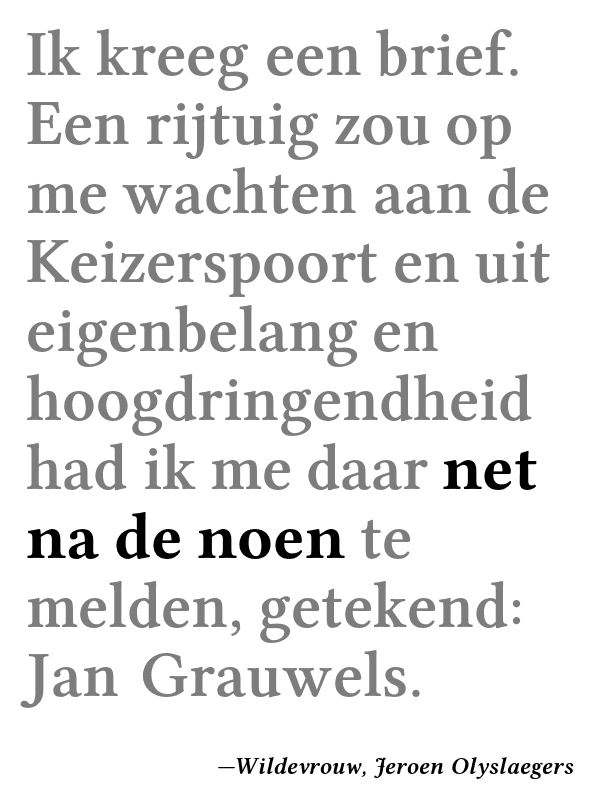 Ik kreeg een brief.
Een rijtuig zou op
me wachten aan de
Keizerspoort en uit
eigenbelang en
hoogdringendheid
had ik me daar net
na de noen te
melden, getekend:
Jan Grauwels.
—Wildevrouw, Jeroen Olyslaegers